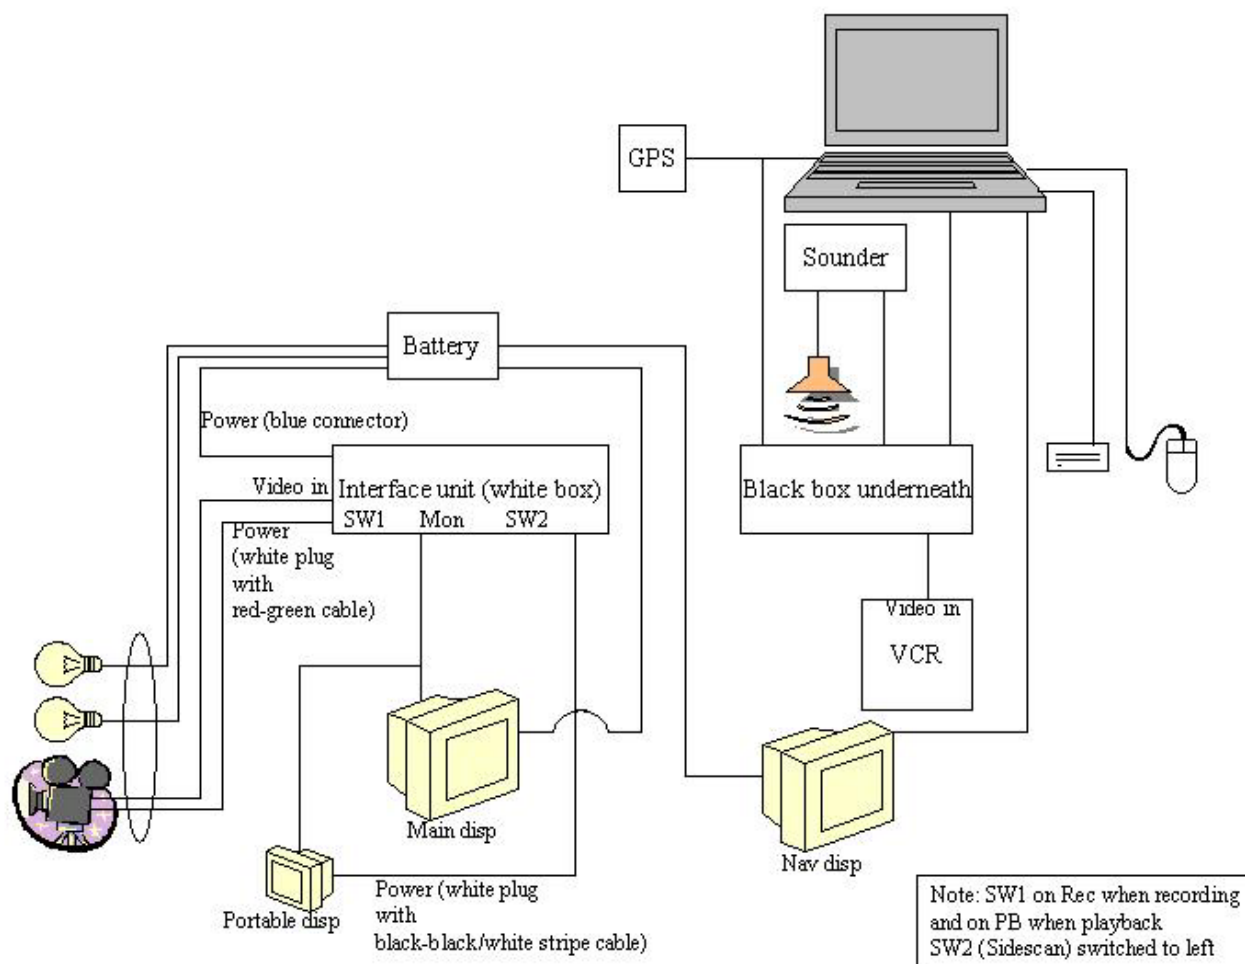 GPS
Sounder
Battery
Power (blue connector)
Video in
Interface unit (white box)
SW1 Mon SW2
Black box underneath
Power
(white plug
with
red-green cable)
Video in
VCR
Main disp
Nav disp
Portable disp
Power (white plug
with
black-black/white stripe cable)
Note: SW1 on Rec when recording
and on PB when playback
SW2 (Sidescan) switched to left